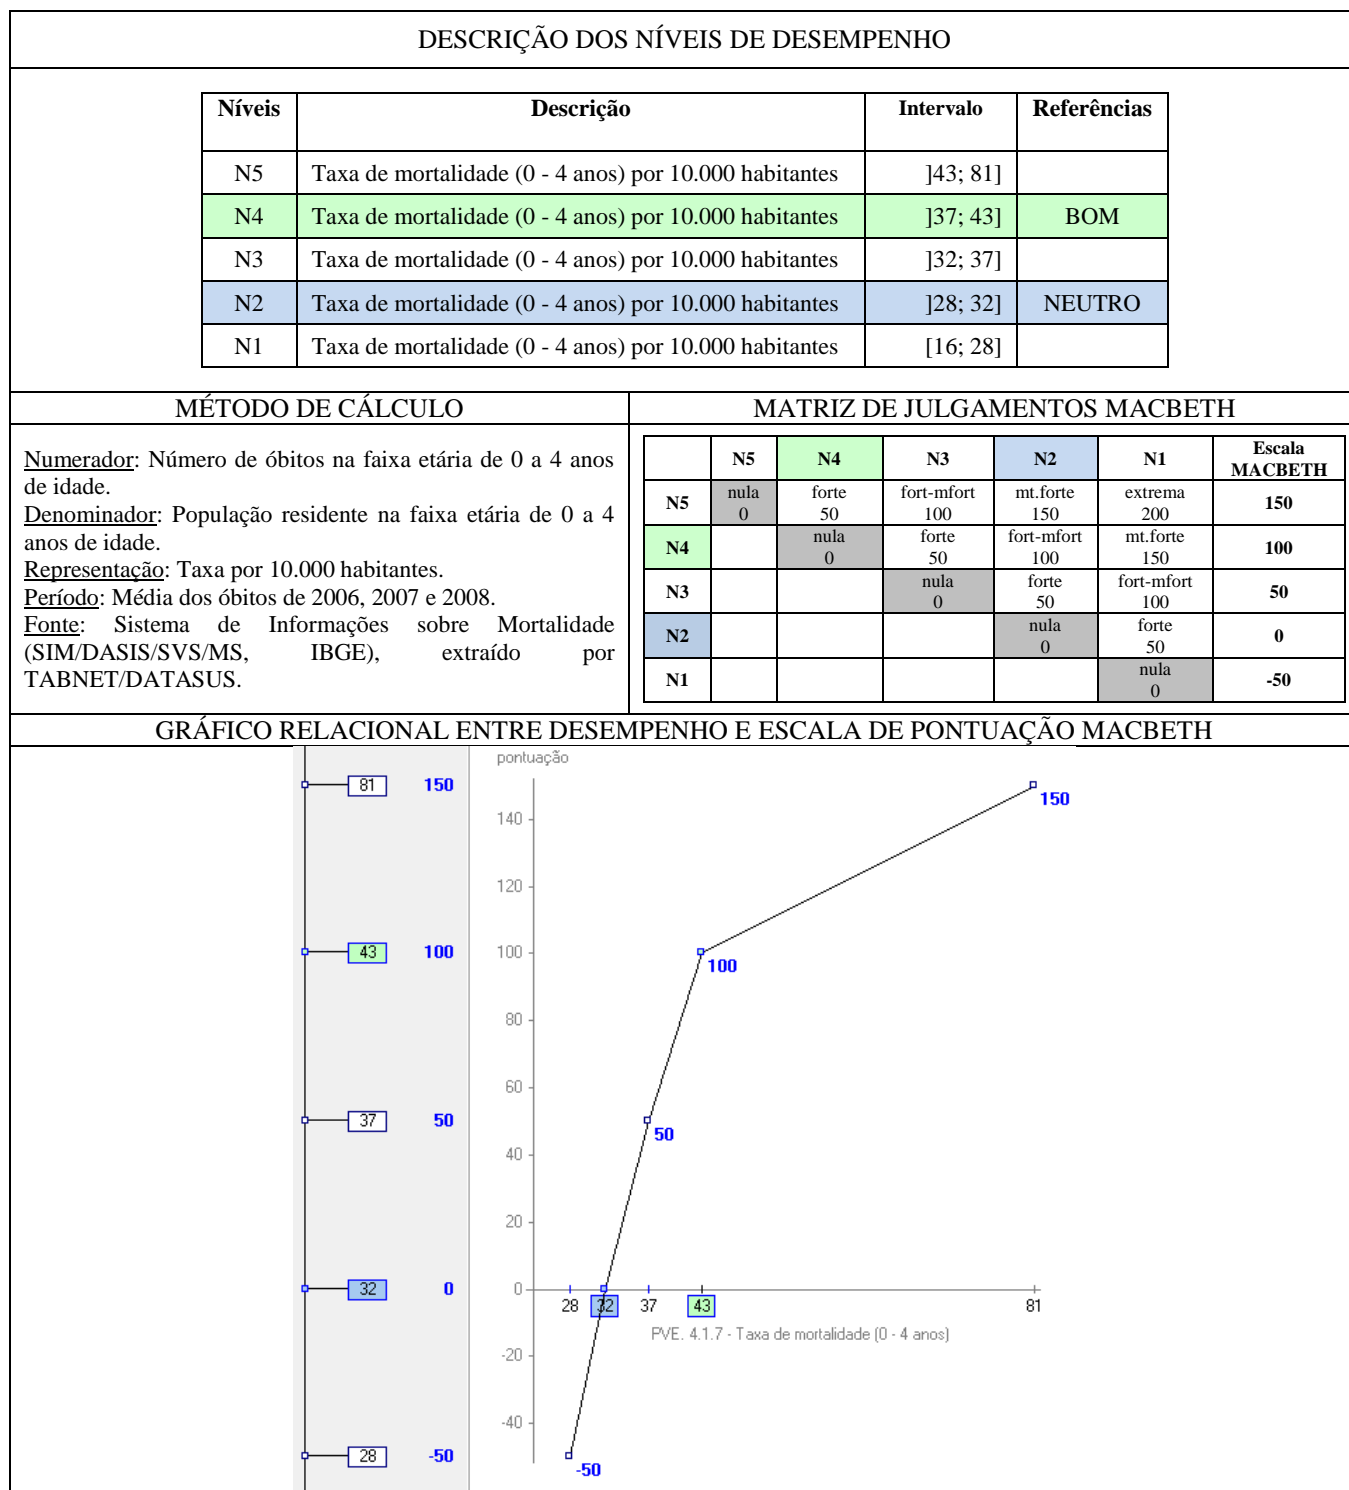 DESCRIÇÃO DOS NÍVEIS DE DESEMPENHO
Níveis Descrição Intervalo Referências
N5 Taxa de mortalidade (0 - 4 anos) por 10.000 habitantes ]43; 81]
N4 Taxa de mortalidade (0 - 4 anos) por 10.000 habitantes ]37; 43] BOM
N3 Taxa de mortalidade (0 - 4 anos) por 10.000 habitantes ]32; 37]
N2 Taxa de mortalidade (0 - 4 anos) por 10.000 habitantes ]28; 32] NEUTRO
N1 Taxa de mortalidade (0 - 4 anos) por 10.000 habitantes [16; 28]
MÉTODO DE CÁLCULO
Numerador: Número de óbitos na faixa etária de 0 a 4 anos
de idade.
Denominador: População residente na faixa etária de 0 a 4
anos de idade.
Representação: Taxa por 10.000 habitantes.
Período: Média dos óbitos de 2006, 2007 e 2008.
Fonte: Sistema de Informações sobre Mortalidade
(SIM/DASIS/SVS/MS, IBGE), extraído por
TABNET/DATASUS.
MATRIZ DE JULGAMENTOS MACBETH
N5 N4 N3 N2 N1 Escala
MACBETH
N5 nula forte fort-mfort mt.forte extrema 150
0 50 100 150 200
N4 nula forte fort-mfort mt.forte 100
0 50 100 150
N3 nula forte fort-mfort 50
0 50 100
N2 nula forte 0
0 50
N1 nula -50
0
GRÁFICO RELACIONAL ENTRE DESEMPENHO E ESCALA DE PONTUAÇÃO MACBETH
81 150
43 100
37 50
32 0
28 -50
pontuação
140
120
100
80
60
40
20
0
-20
-40
150
100
50
-50
28 32 37 43 81
PVE. 4.1.7 - Taxa de mortalidade (0 - 4 anos)